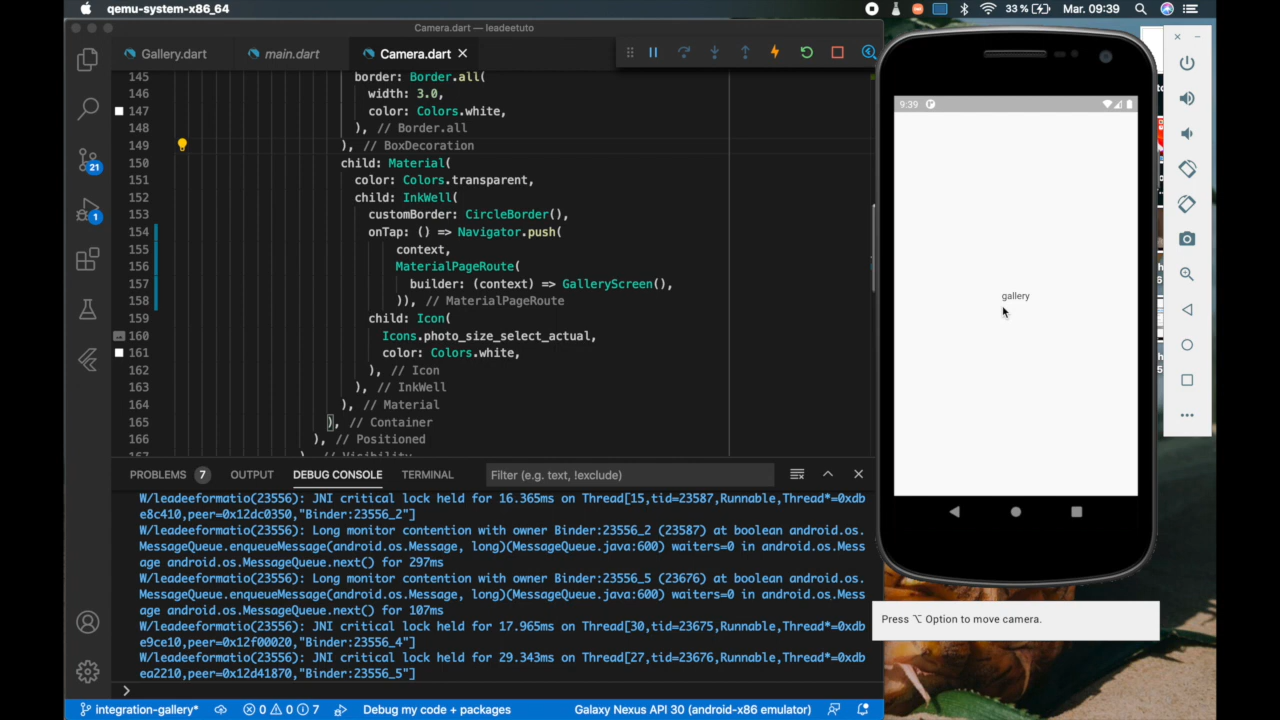 qemu-system-x86_64
33 %
Mar. 09:39
Camera.dart — leadeetuto
Gallery.dart
main.dart
Camera.dart
145 border: Border.all(
146 width: 3.0,
147 color: Colors.white,
148 ), // Border.all
149 ), // BoxDecoration
150 child: Material(
151 color: Colors.transparent,
152 child: InkWell(
153 customBorder: CircleBorder(),
154 onTap: () => Navigator.push(
155 context,
156 MaterialPageRoute(
157 builder: (context) => GalleryScreen(),
158 )), // MaterialPageRoute
159 child: Icon(
160 Icons.photo_size_select_actual,
161 color: Colors.white,
162 ), // Icon
163 ), // InkWell
164 ), // Material
165 ), // Container
166 ), // Positioned
21
1
PROBLEMS 7 OUTPUT DEBUG CONSOLE TERMINAL
Filter (e.g. text, !exclude)
W/leadeeformatio(23556): JNI critical lock held for 16.365ms on Thread[15,tid=23587,Runnable,Thread*=0xdb
e8c410,peer=0x12dc0350,"Binder:23556_2"]
W/leadeeformatio(23556): Long monitor contention with owner Binder:23556_2 (23587) at boolean android.os.
MessageQueue.enqueueMessage(android.os.Message, long)(MessageQueue.java:600) waiters=0 in android.os.Mess
age android.os.MessageQueue.next() for 297ms
W/leadeeformatio(23556): Long monitor contention with owner Binder:23556_5 (23676) at boolean android.os.
MessageQueue.enqueueMessage(android.os.Message, long)(MessageQueue.java:600) waiters=0 in android.os.Mess
age android.os.MessageQueue.next() for 107ms
W/leadeeformatio(23556): JNI critical lock held for 17.965ms on Thread[30,tid=23675,Runnable,Thread*=0xdb
e9ce10,peer=0x12f00020,"Binder:23556_4"]
W/leadeeformatio(23556): JNI critical lock held for 29.343ms on Thread[27,tid=23676,Runnable,Thread*=0xdb
ea2210,peer=0x12d41870,"Binder:23556_5"]
integration-gallery*
0 0 7
Debug my code + packages
Galaxy Nexus API 30 (android-x86 emulator)
9:39
gallery
Press ⌥ Option to move camera.